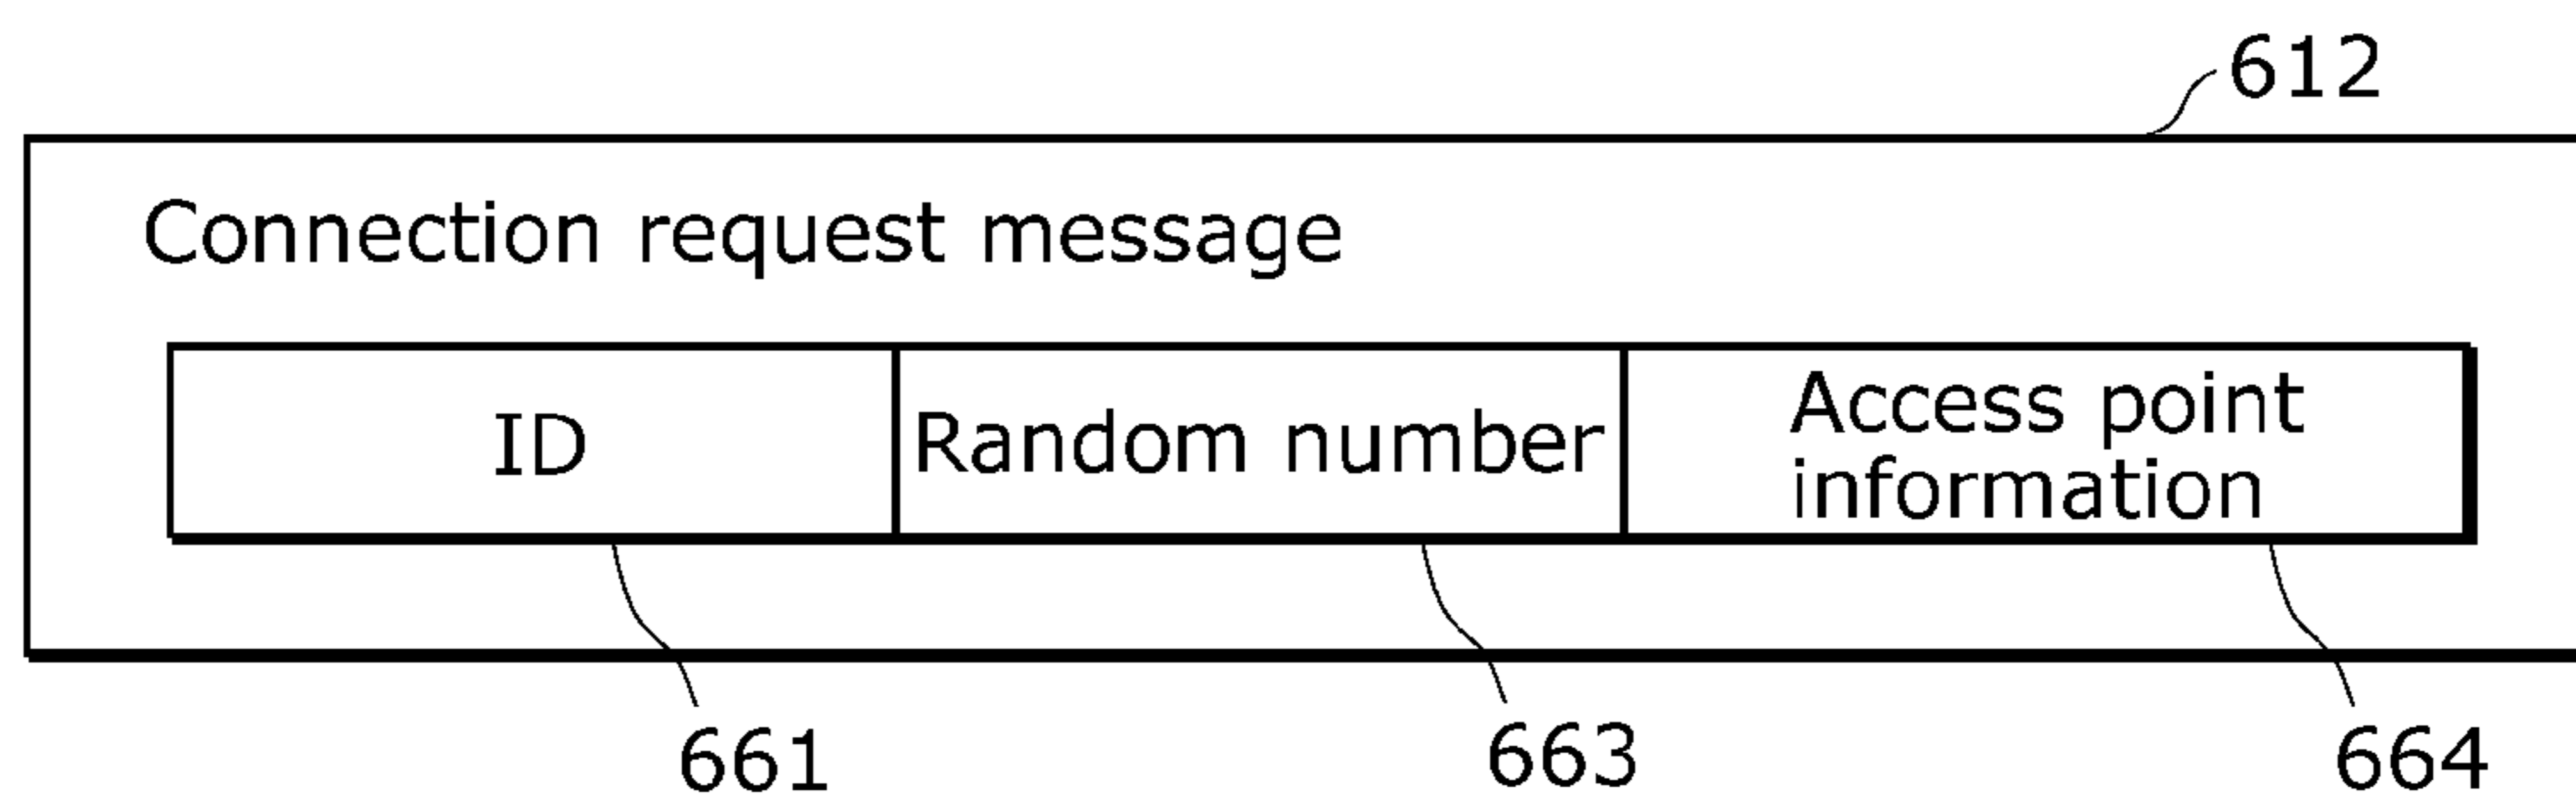 612
Connection request message
ID
Random number
Access point
information
661
663
664